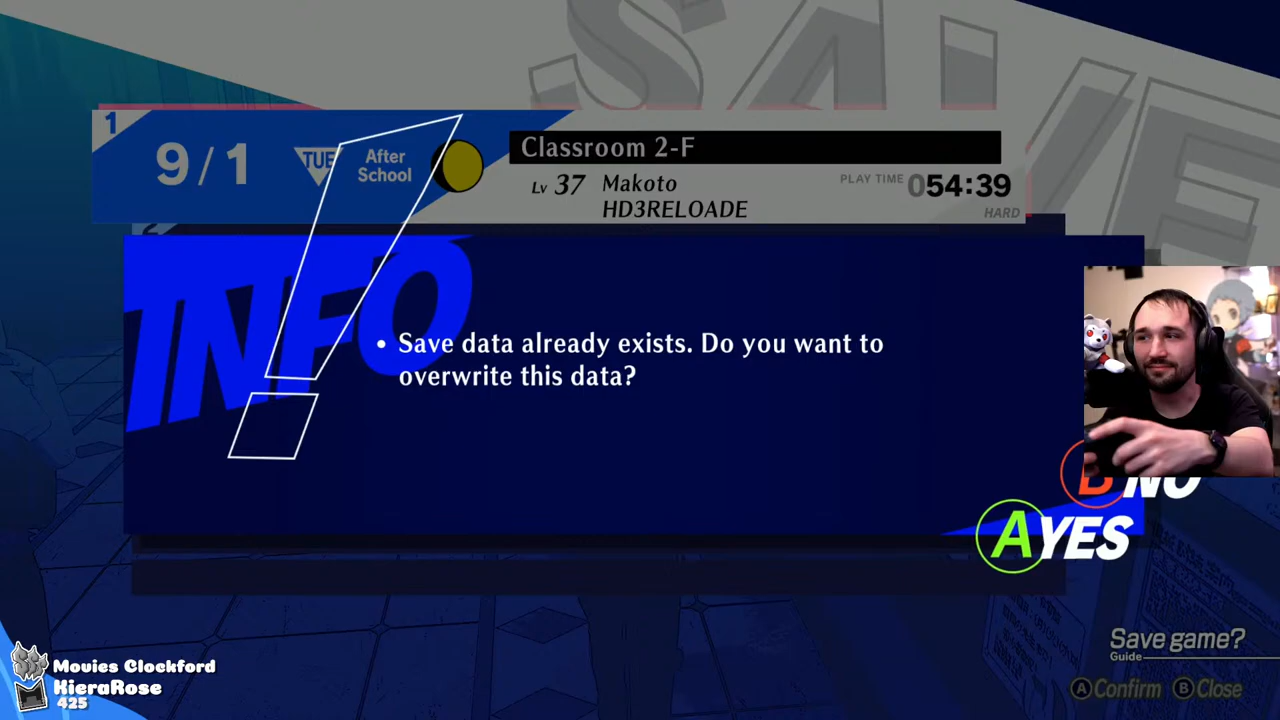 SAVE
1
9/1
TUE
After
School
Classroom 2-F
Lv 37
Makoto
HD3RELOADE
PLAY TIME
054:39
HARD
2
INFO
!
• Save data already exists. Do you want to
overwrite this data?
B NO
A YES
Save game?
Guide
A Confirm B Close
Movies Clockford
KieraRose
425